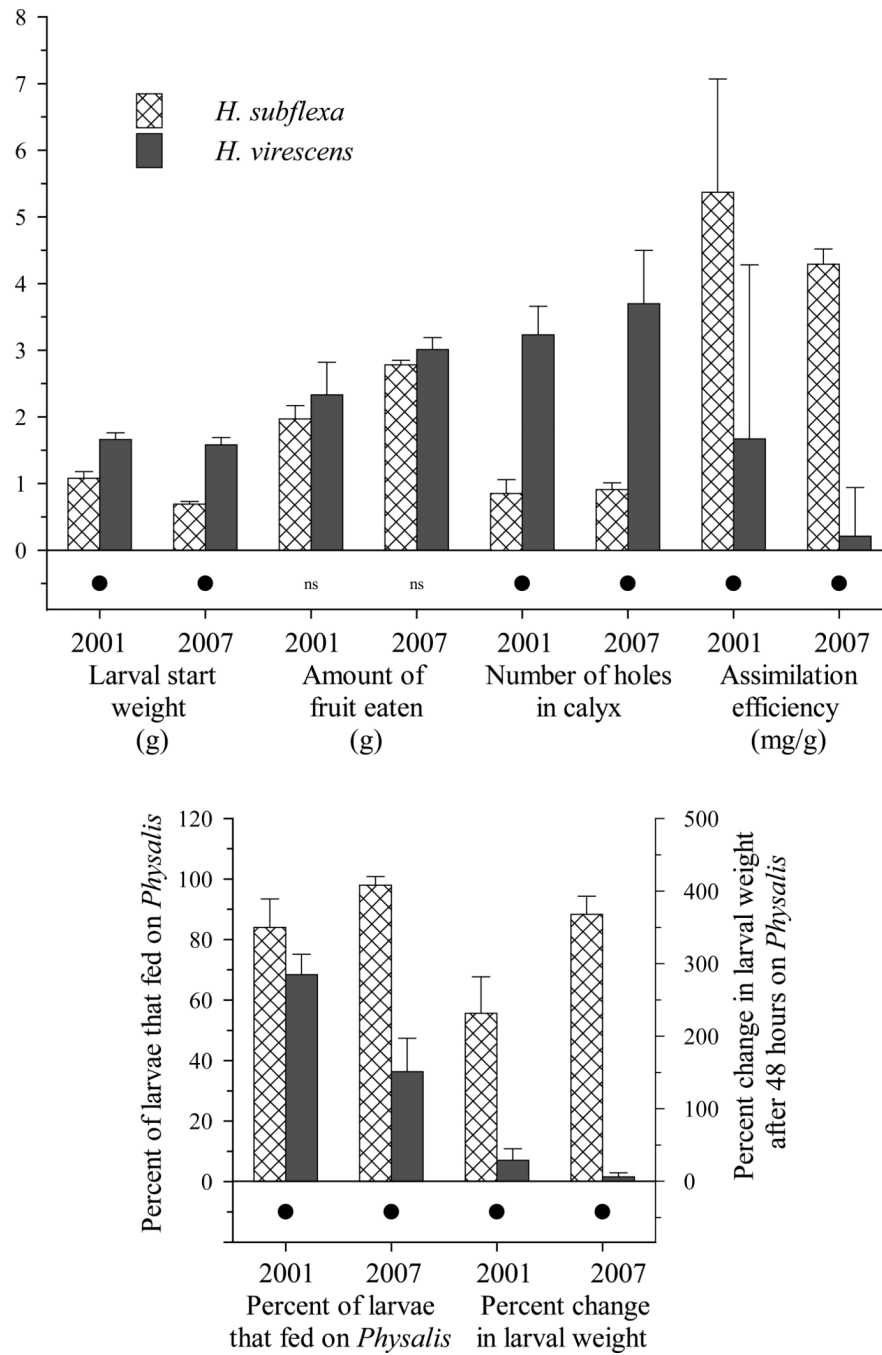 8
7
6
5
4
3
2
1
0
H. subflexa
H. virescens
ns
ns
2001
2007
2001
2007
2001
2007
2001
2007
Larval start
weight
(g)
Amount of
fruit eaten
(g)
Number of holes
in calyx
Assimilation
efficiency
(mg/g)
Percent of larvae that fed on Physalis
120
100
80
60
40
20
0
500
400
300
200
100
0
Percent change in larval weight
after 48 hours on Physalis
2001
2007
2001
2007
Percent of larvae
that fed on Physalis
Percent change
in larval weight